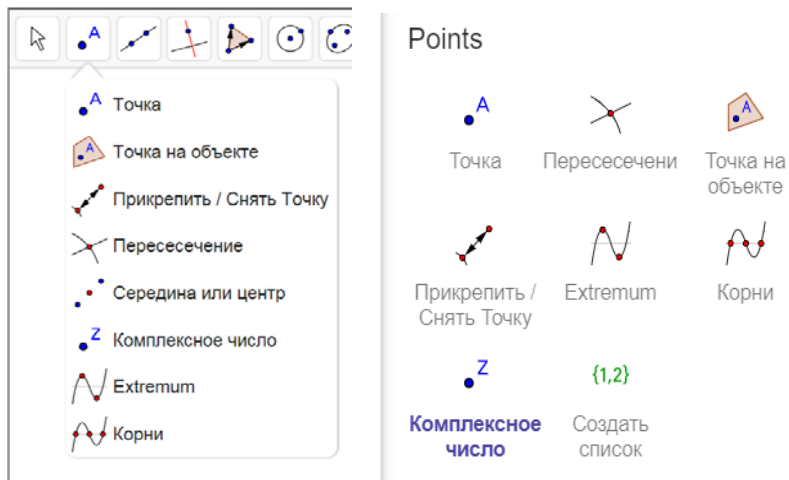 A
A Точка
A Точка на объекте
Прикрепить / Снять Точку
Пересесечение
Середина или центр
Z Комплексное число
Extremum
Корни
Points
A
A
Точка Пересесечени Точка на
объекте
Прикрепить / Extremum Корни
Снять Точку
Z {1,2}
Комплексное Создать
число список